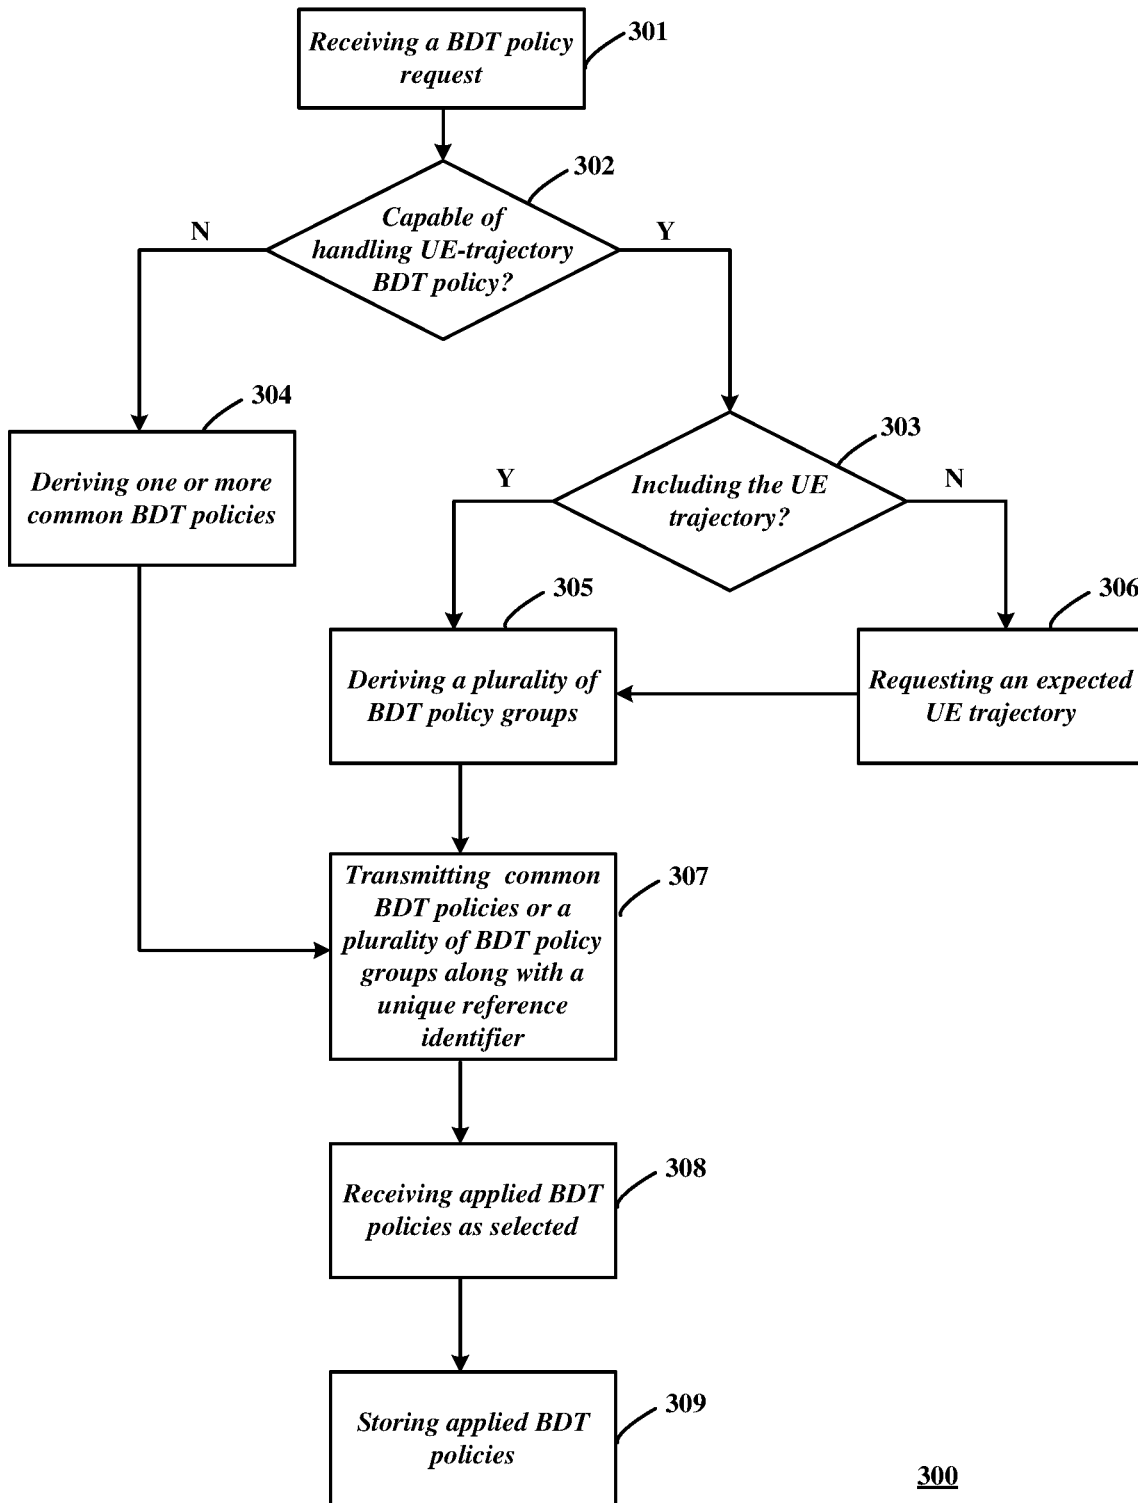 Receiving a BDT policy
request
301
302
Capable of
handling UE-trajectory
BDT policy?
N
Y
304
Deriving one or more
common BDT policies
303
Including the UE
trajectory?
Y
N
305
Deriving a plurality of
BDT policy groups
306
Requesting an expected
UE trajectory
307
Transmitting common
BDT policies or a
plurality of BDT policy
groups along with a
unique reference
identifier
308
Receiving applied BDT
policies as selected
309
Storing applied BDT
policies
300